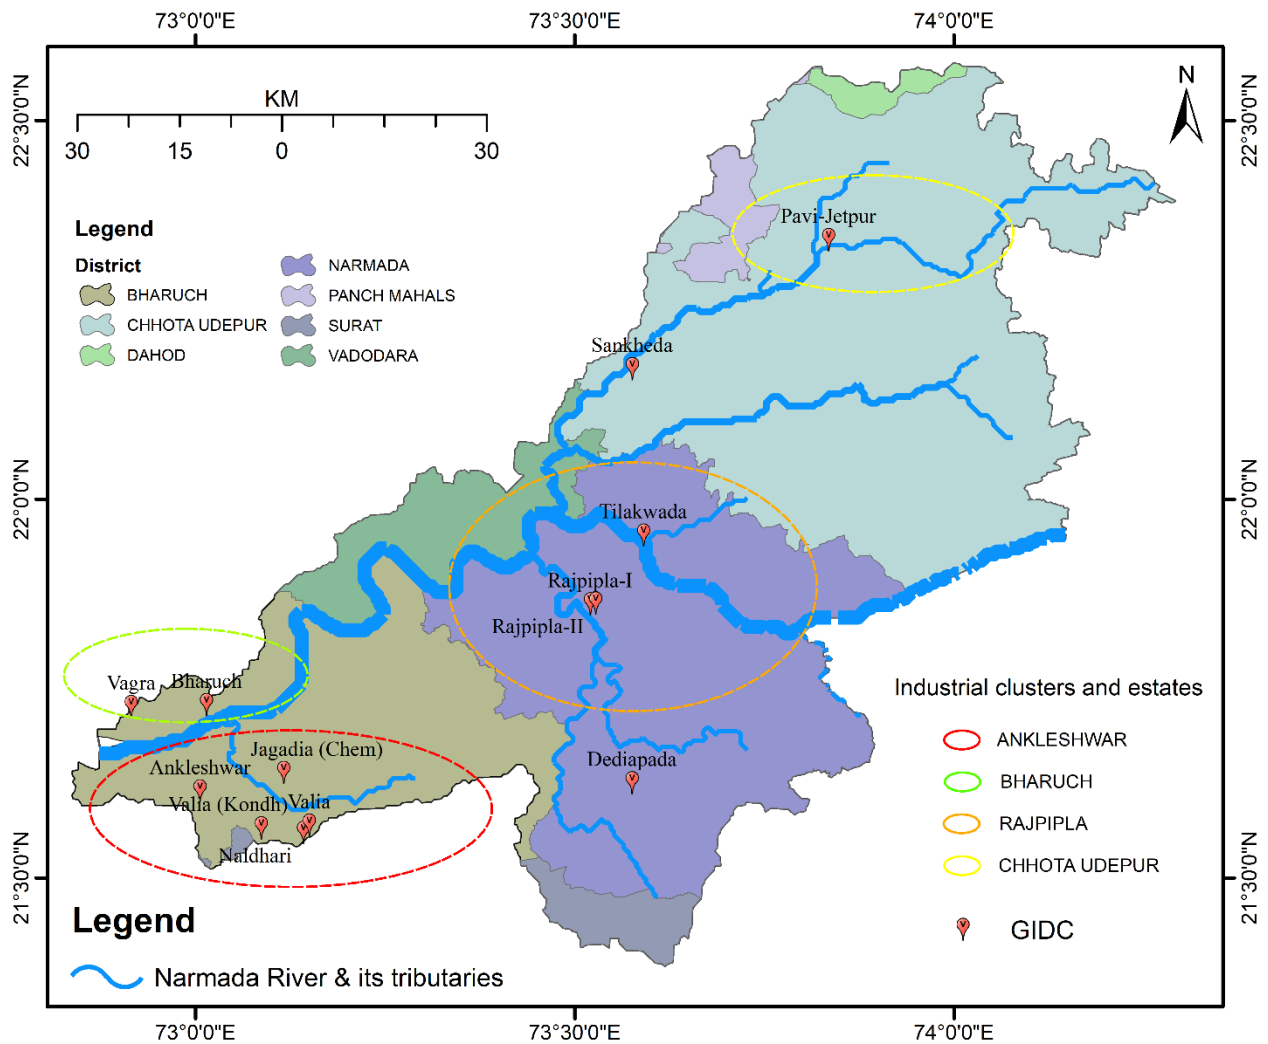 73°0'0"E 73°30'0"E 74°0'0"E
22°30'0"N
22°0'0"N
21°30'0"N
KM
30 15 0 30
N
22°30'0"N
22°0'0"N
21°30'0"N
Legend
District
BHARUCH
CHHOTA UDEPUR
DAHOD
NARMADA
PANCH MAHALS
SURAT
VADODARA
Pavi-Jetpur
Sankheda
Tilakwada
Rajpipla-I
Rajpipla-II
Vagra
Bharuch
Jagadia (Chem)
Ankleshwar
Dediapada
Valia (Kondh)
Valia
Naldhari
Industrial clusters and estates
ANKLESHWAR
BHARUCH
RAJPIPLA
CHHOTA UDEPUR
GIDC
Legend
Narmada River & its tributaries
73°0'0"E 73°30'0"E 74°0'0"E